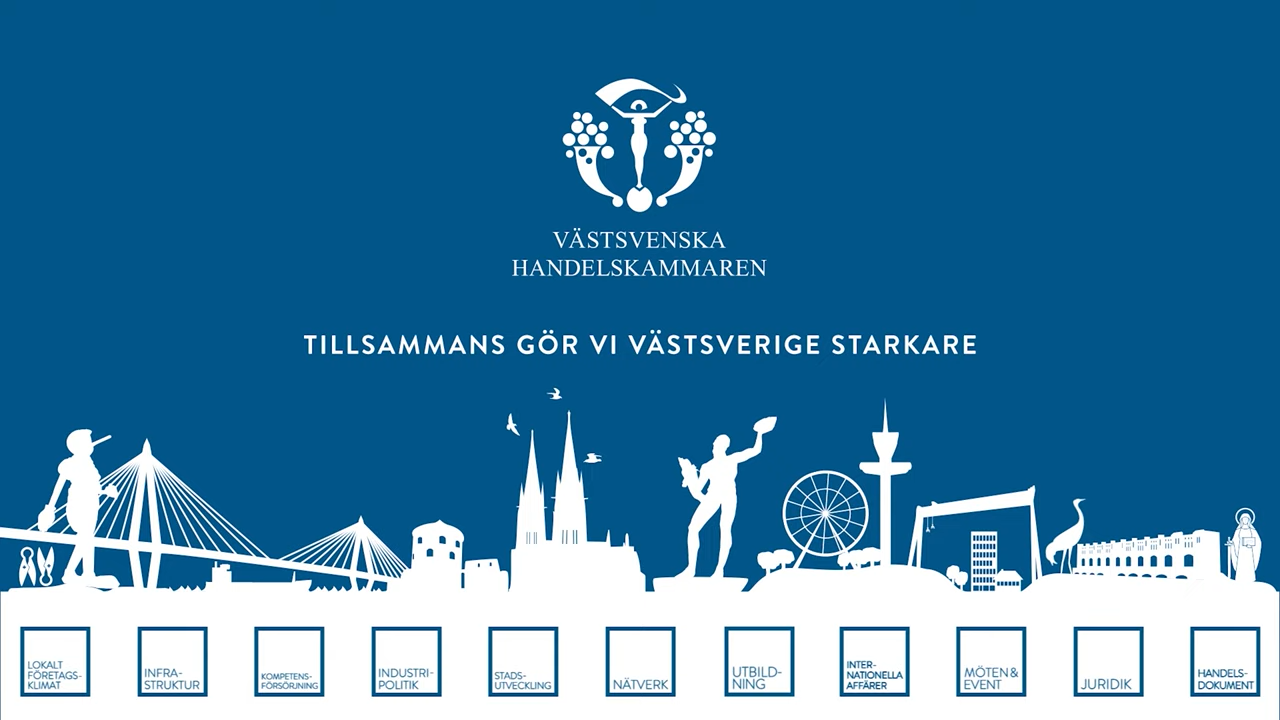 VÄSTSVENSKA
HANDELSKAMMAREN
TILLSAMMANS GÖR VI VÄSTSVERIGE STARKARE
LOKALT
FÖRETAGS-
KLIMAT
INFRA-
STRUKTUR
KOMPETENS-
FÖRSÖRJNING
INDUSTRI-
POLITIK
STADS-
UTVECKLING
NÄTVERK
UTBILD-
NING
INTER-
NATIONELLA
AFFÄRER
MÖTEN &
EVENT
JURIDIK
HANDELS-
DOKUMENT